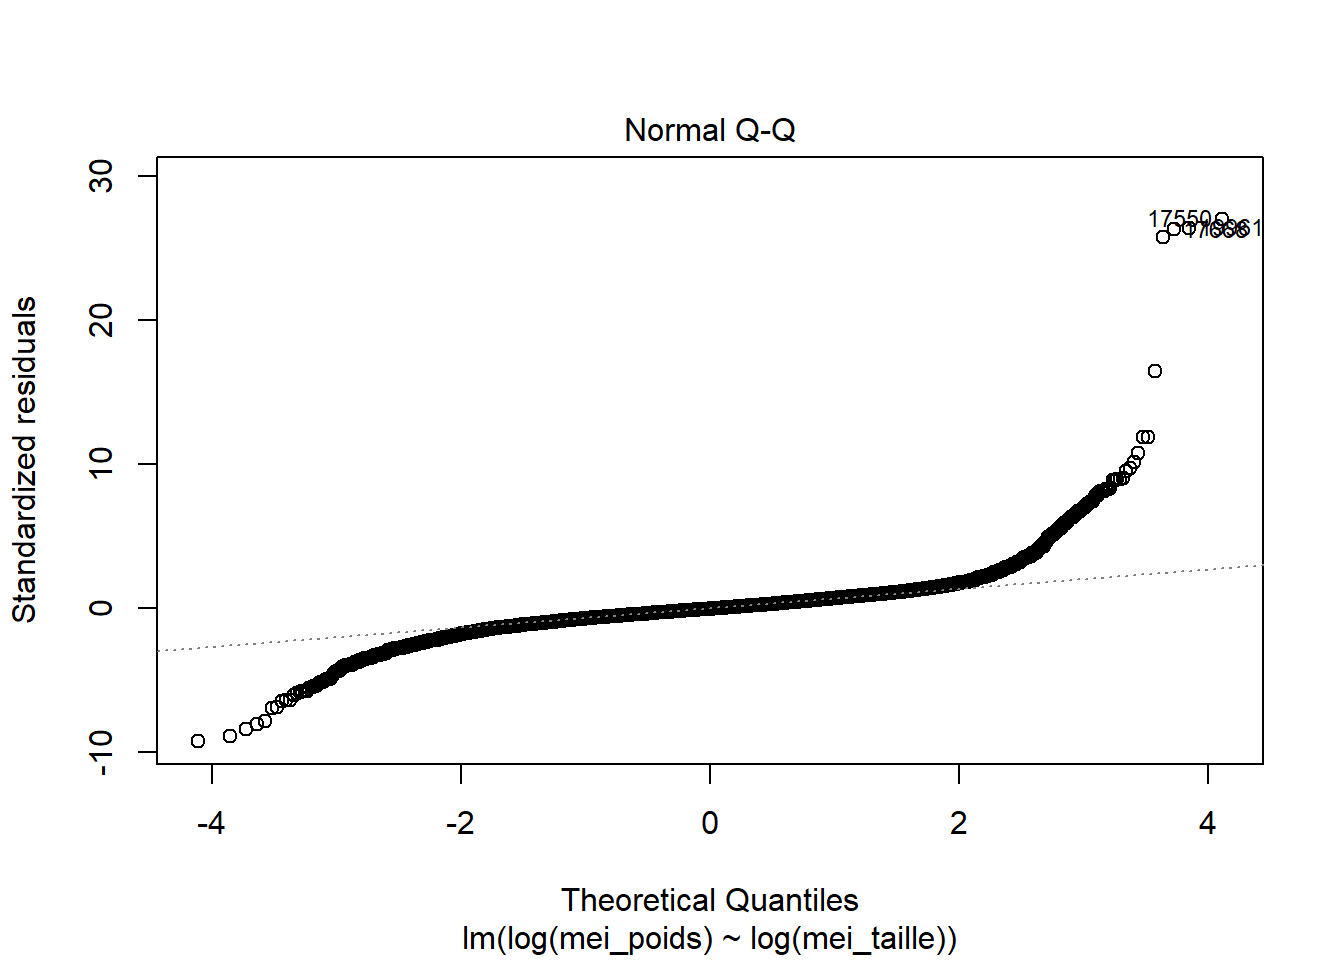 Normal Q-Q
Standardized residuals
30
20
10
0
-10
17550
-4
-2
0
2
4
Theoretical Quantiles
lm(log(mei_poids) ~ log(mei_taille))